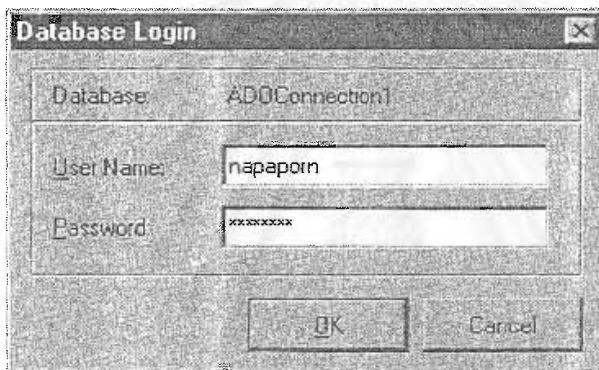 Database Login
Database: ADOConnection1
User Name: napaporn
Password ××××××××
OK Cancel